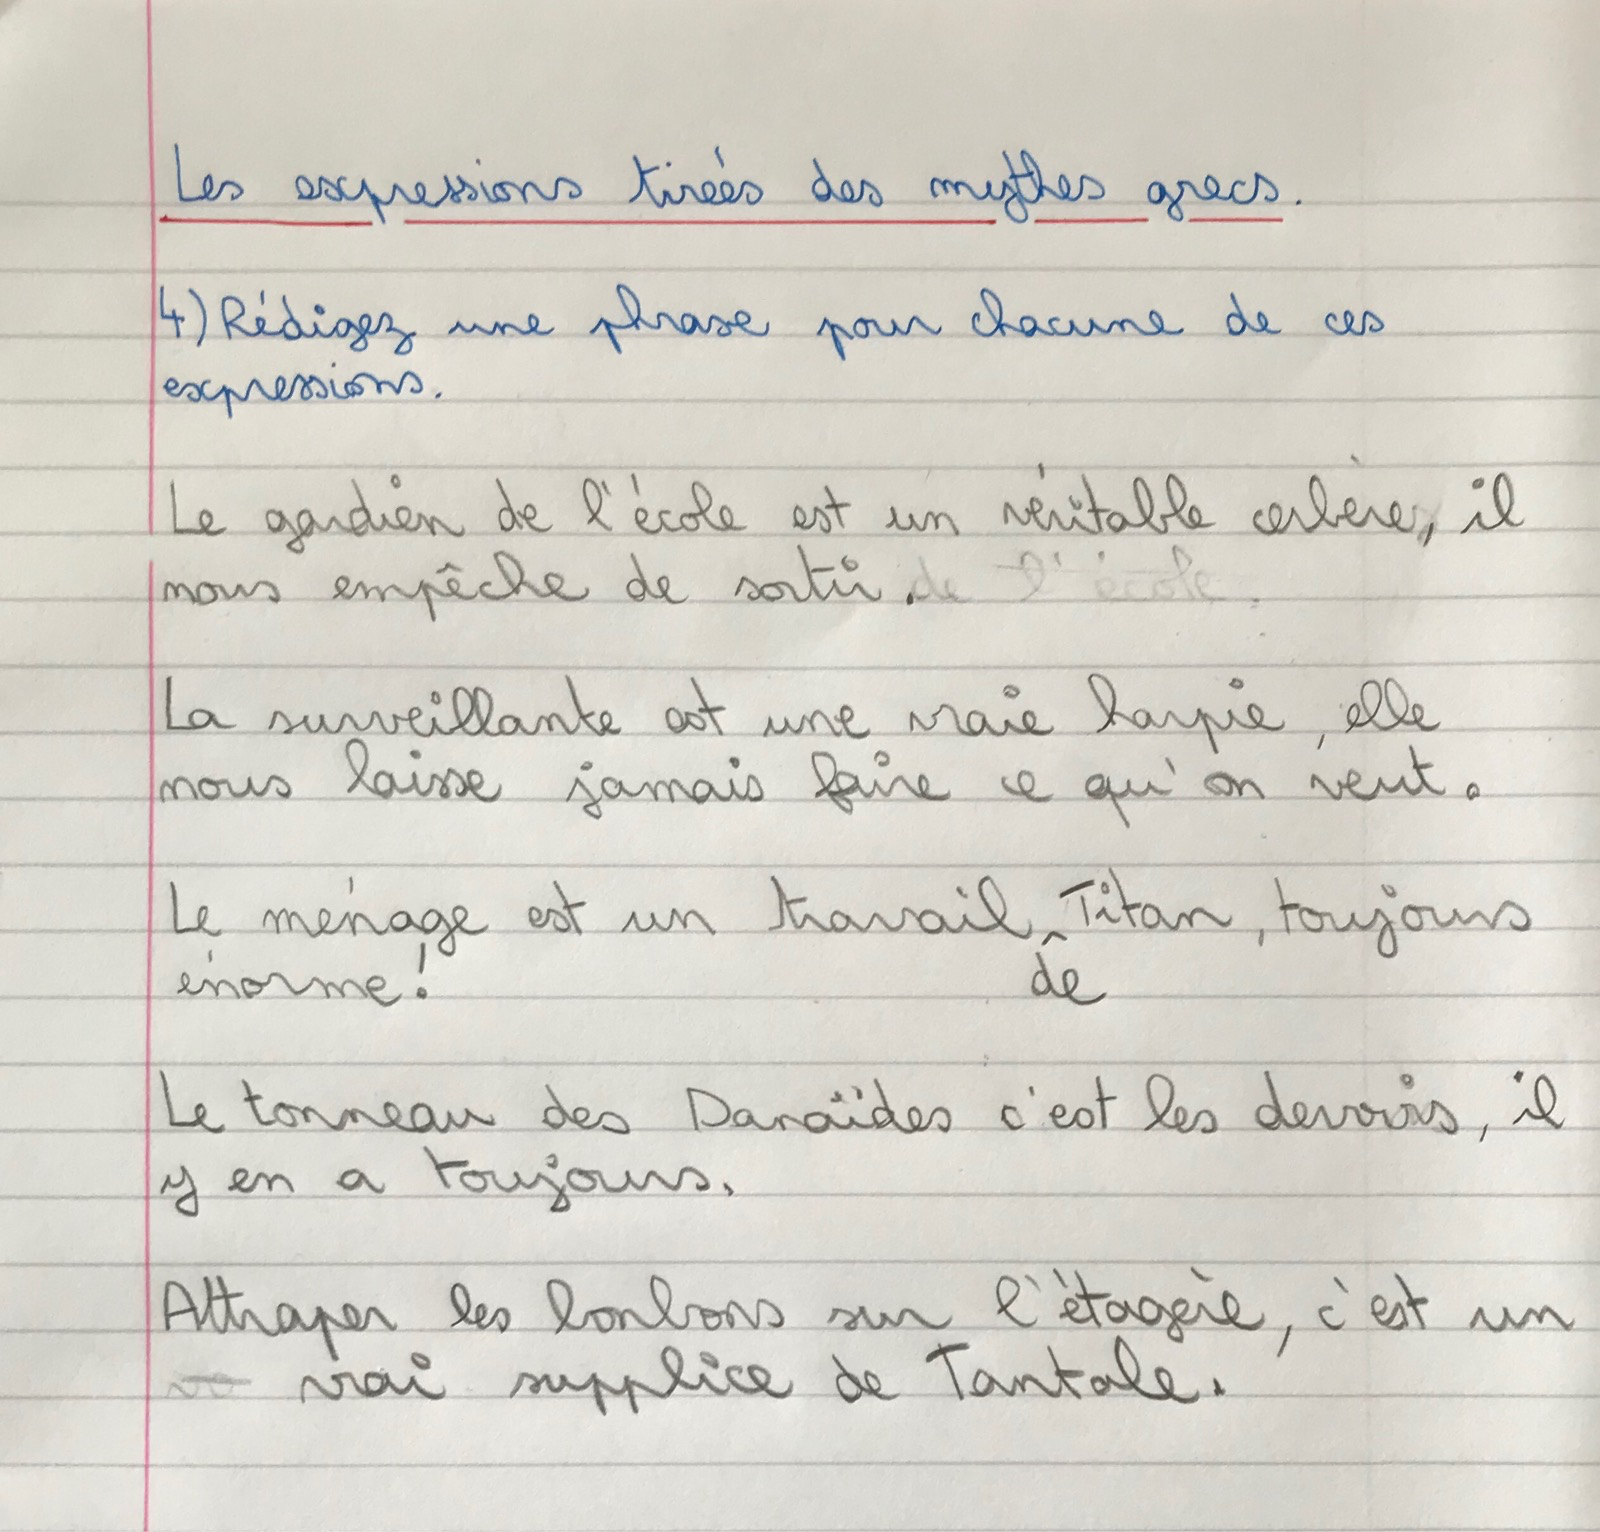 Les expressions tirées des mythes grecs.
4) Rédigez une phrase pour chacune de ces
expressions.
Le gardien de l'école est un véritable cerbère, il
nous empêche de sortir. de l'école.
La surveillante est une vraie harpie, elle
nous laisse jamais faire ce qu'on veut.
Le ménage est un travail Titan, toujours
énorme! de
Le tonneau des Danaïdes c'est les devoirs, il
y en a toujours.
Attraper les bonbons sur l'étagère, c'est un
vrai supplice de Tantale.